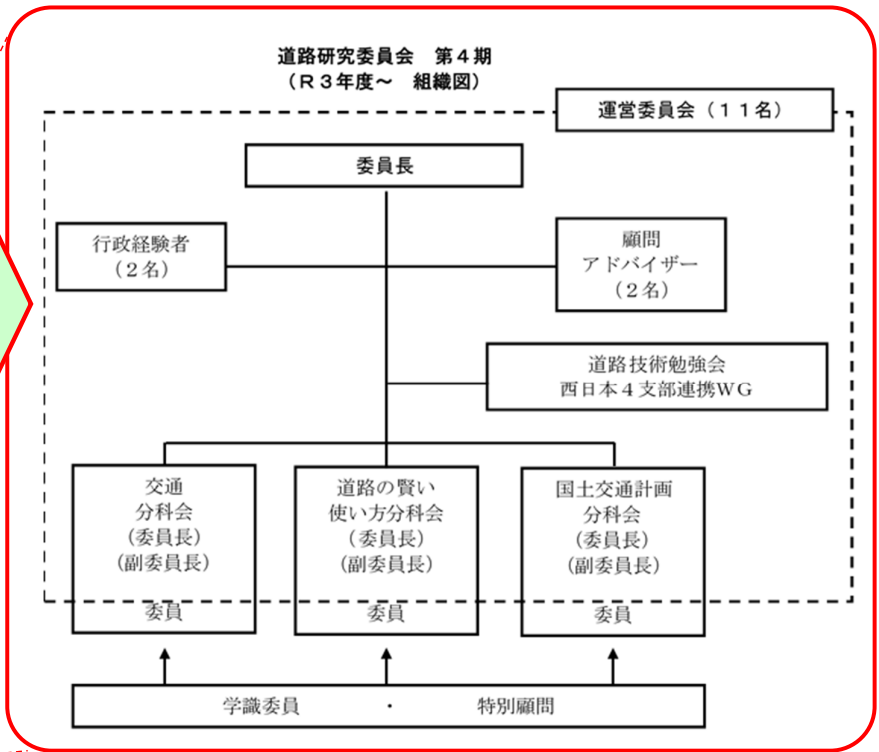 道路研究委員会　第４期
（Ｒ３年度～　組織図）
運営委員会（１１名）
委員長
行政経験者
（２名）
顧問
アドバイザー
（２名）
道路技術勉強会
西日本４支部連携ＷＧ
交通
分科会
（委員長）
（副委員長）
委員
道路の賢い
使い方分科会
（委員長）
（副委員長）
委員
国土交通計画
分科会
（委員長）
（副委員長）
委員
学識委員　・　特別顧問